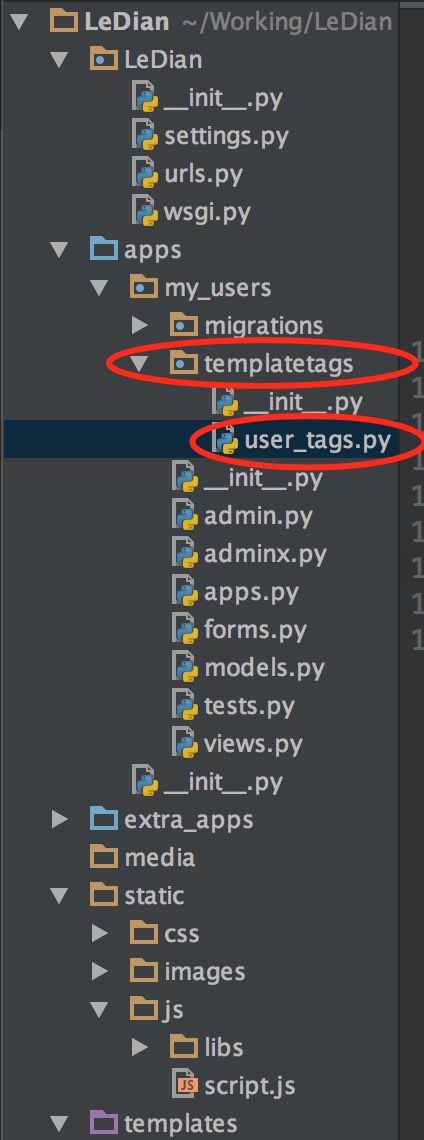 LeDian ~/Working/LeDian
LeDian
__init__.py
settings.py
urls.py
wsgi.py
apps
my_users
migrations
templatetags
__init__.py
user_tags.py
__init__.py
admin.py
adminx.py
apps.py
forms.py
models.py
tests.py
views.py
__init__.py
extra_apps
media
static
css
images
js
libs
JS script.js
templates